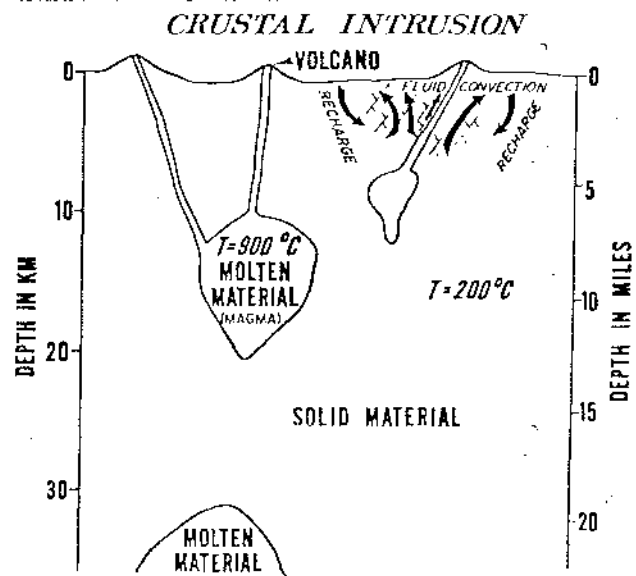 CRUSTAL INTRUSION
VOLCANO
0
0
FLUID CONVECTION
RECHARGE
RECHARGE
5
10
T=900 °C
MOLTEN
MATERIAL
(MAGMA)
T=200°C
10
DEPTH IN KM
DEPTH IN MILES
20
15
SOLID MATERIAL
30
20
MOLTEN
MATERIAL